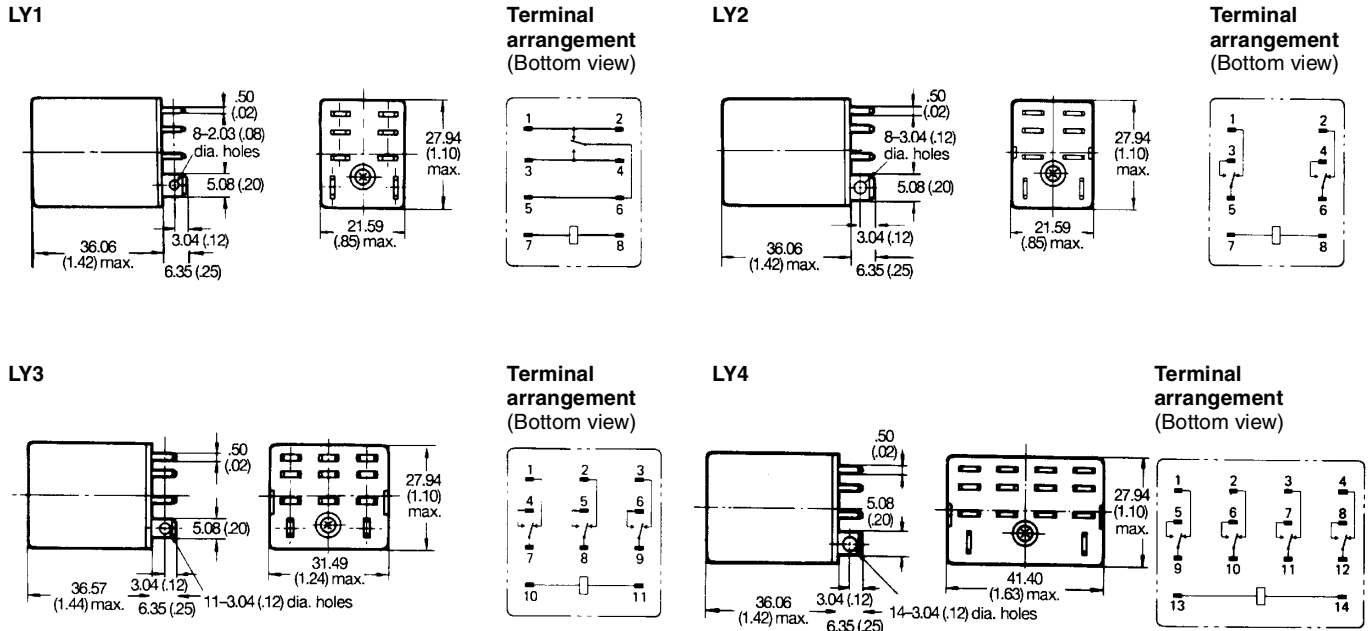 LY1
Terminal
arrangement
(Bottom view)
.50
(.02)
8–2.03 (.08)
dia. holes
5.08 (.20)
3.04 (.12)
6.35 (.25)
36.06
(1.42) max.
27.94
(1.10)
max.
21.59
(.85) max.
1 2
3 4
5 6
7 8
LY2
Terminal
arrangement
(Bottom view)
.50
(.02)
8–3.04 (.12)
dia. holes
5.08 (.20)
3.04 (.12)
6.35 (.25)
36.06
(1.42) max.
27.94
(1.10)
max.
21.59
(.85) max.
1 2
3 4
5 6
7 8
LY3
Terminal
arrangement
(Bottom view)
.50
(.02)
5.08 (.20)
3.04 (.12)
6.35 (.25)
36.57
(1.44) max.
11–3.04 (.12) dia. holes
27.94
(1.10)
max.
31.49
(1.24) max.
1 2 3
4 5 6
7 8 9
10 11
LY4
Terminal
arrangement
(Bottom view)
.50
(.02)
5.08
(.20)
3.04 (.12)
6.35 (.25)
36.06
(1.42) max.
14–3.04 (.12) dia. holes
27.94
(1.10)
max.
41.40
(1.63) max.
1 2 3 4
5 6 7 8
9 10 11 12
13 14